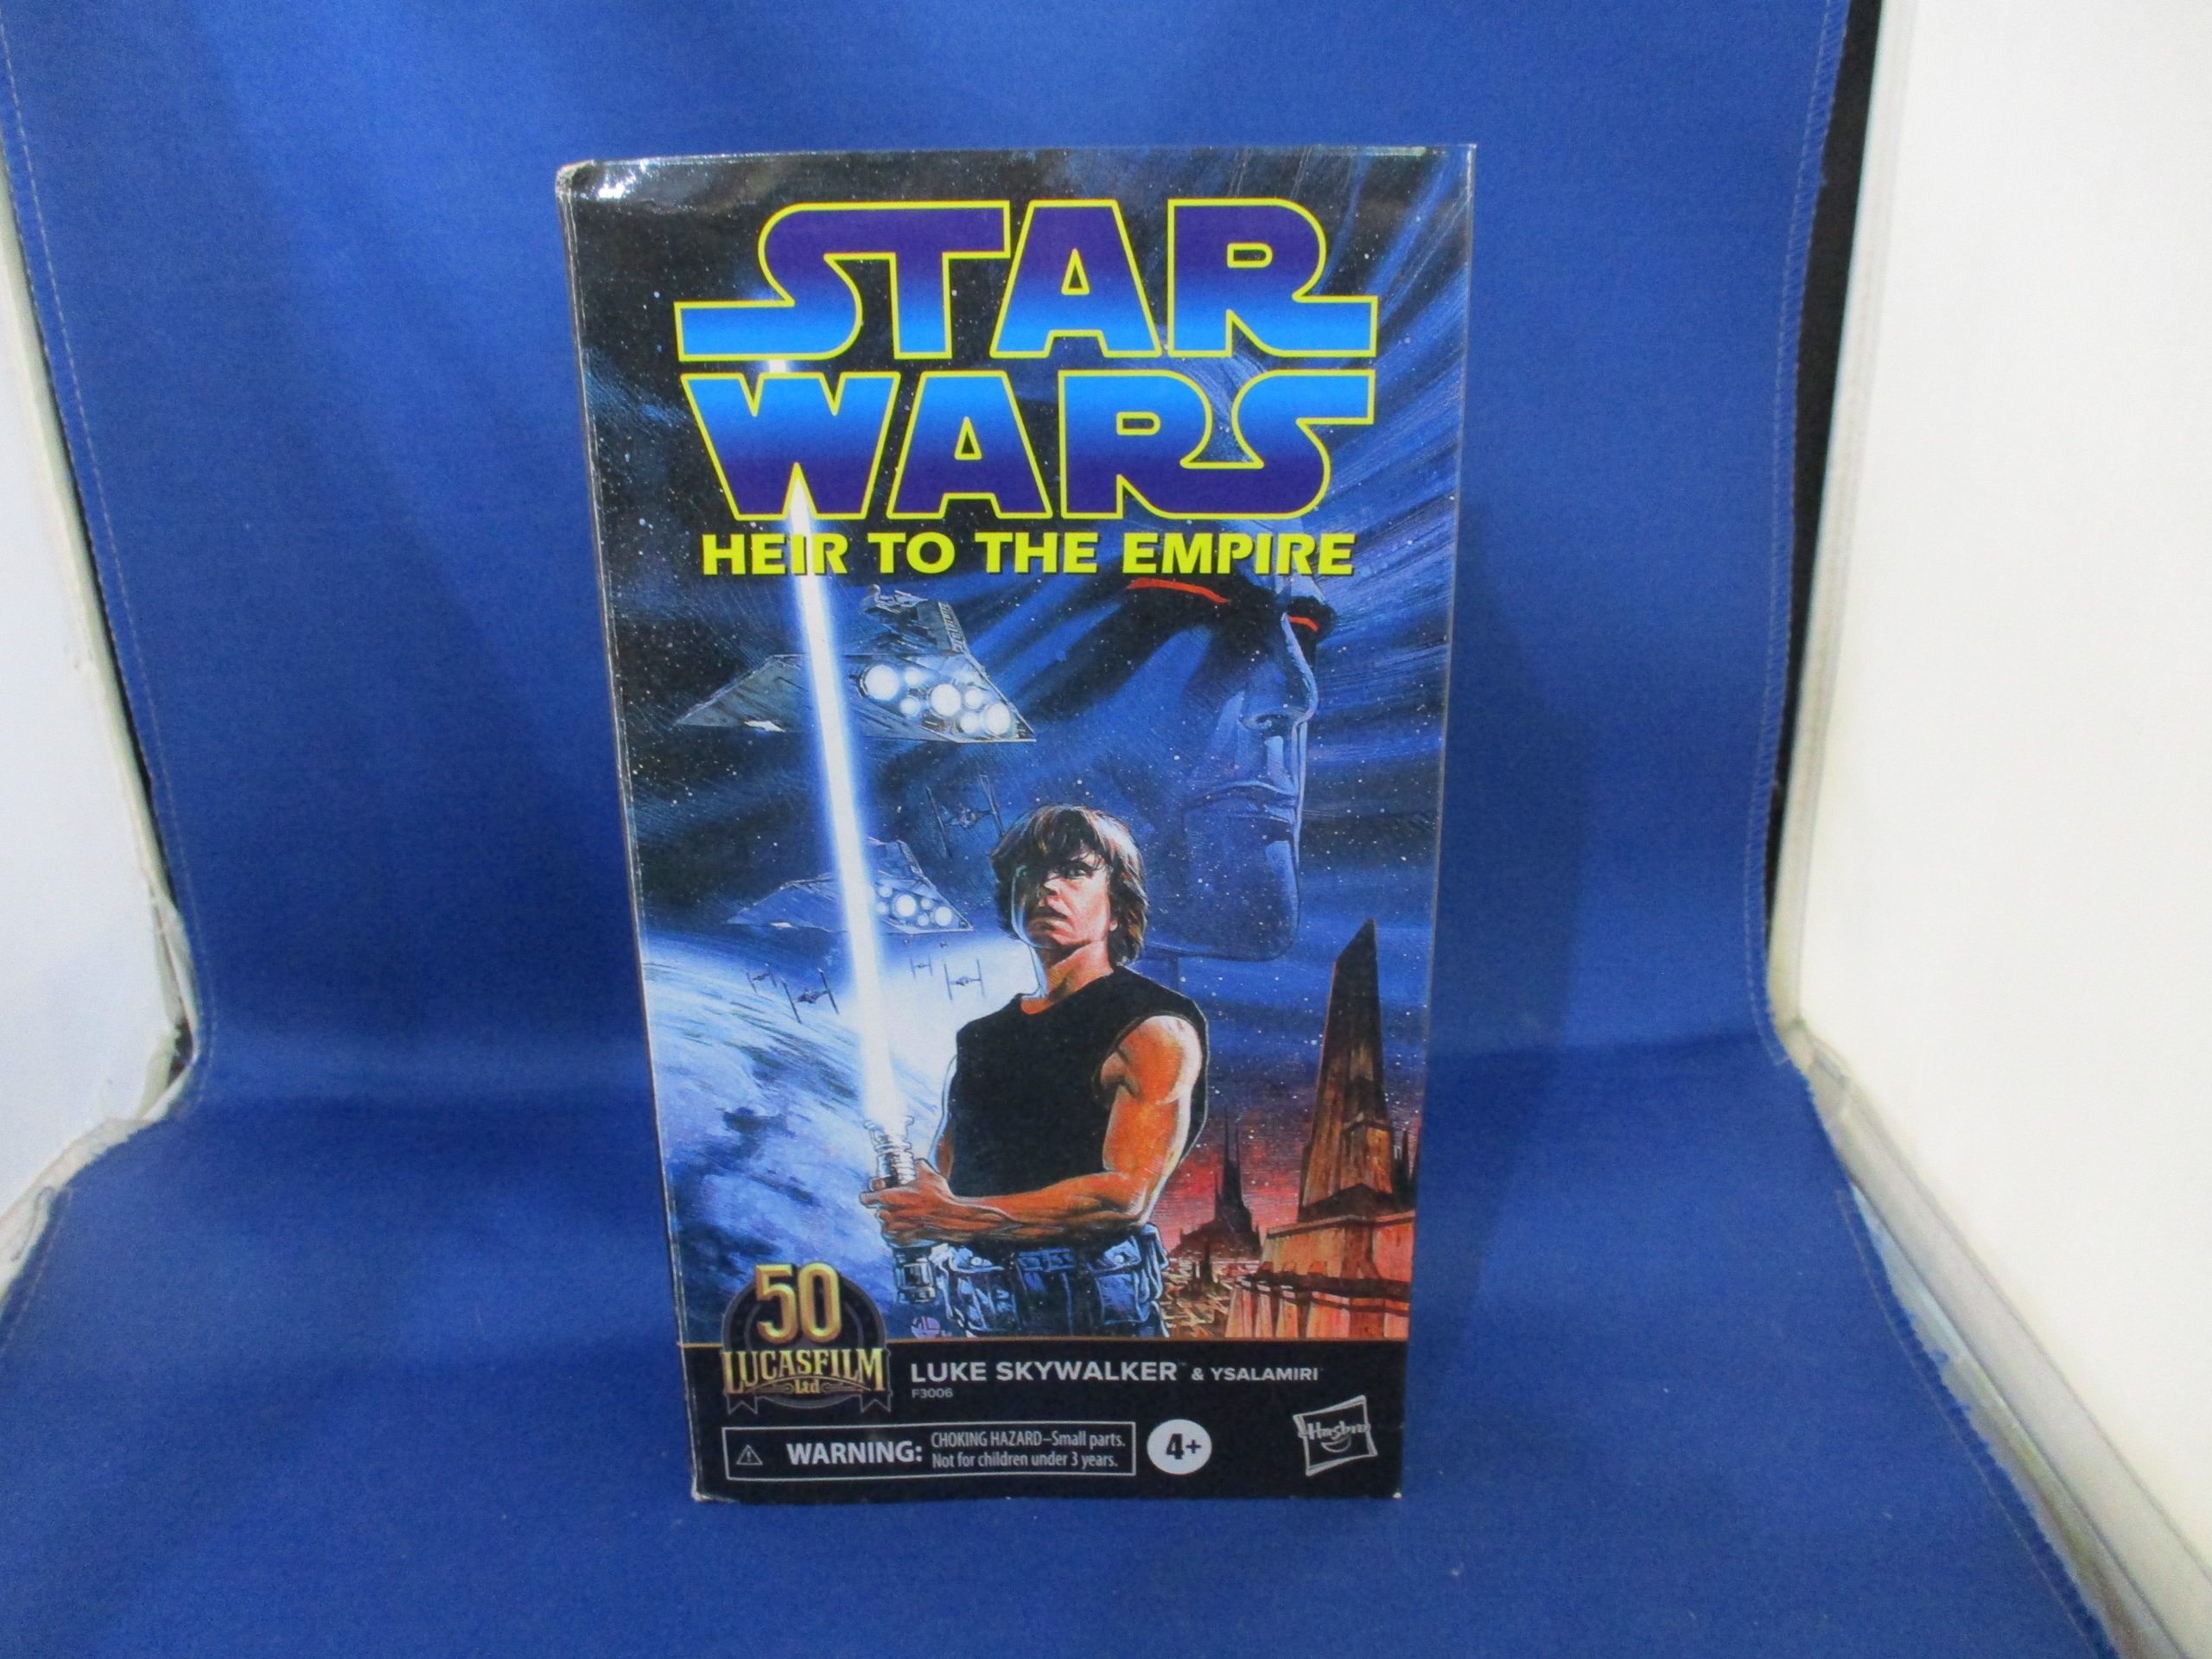 STAR
WARS
HEIR TO THE EMPIRE
50
LUCASFILM
Ltd
LUKE SKYWALKER™ & YSALAMIRI
F3006
WARNING: CHOKING HAZARD–Small parts.
Not for children under 3 years.
4+
Hasbro